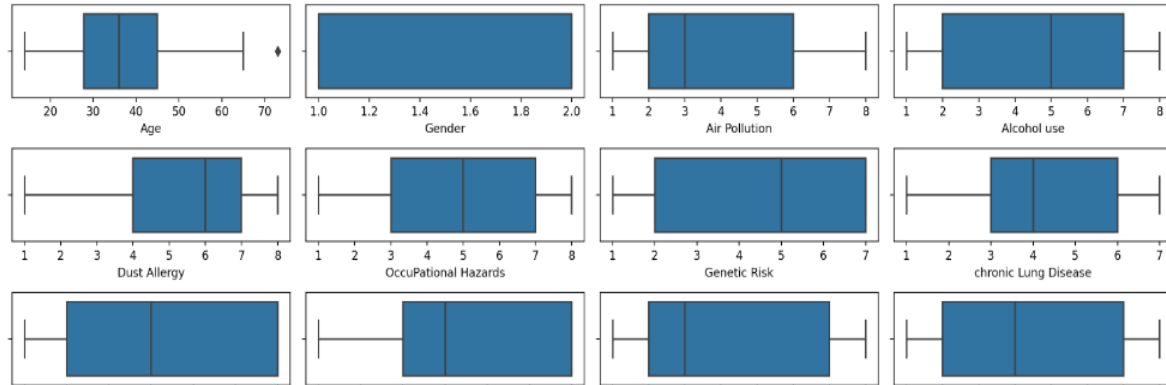 20 30 40 50 60 70
Age
1.0 1.2 1.4 1.6 1.8 2.0
Gender
1 2 3 4 5 6 7 8
Air Pollution
1 2 3 4 5 6 7 8
Alcohol use
1 2 3 4 5 6 7 8
Dust Allergy
1 2 3 4 5 6 7 8
OccuPational Hazards
1 2 3 4 5 6 7
Genetic Risk
1 2 3 4 5 6 7
chronic Lung Disease